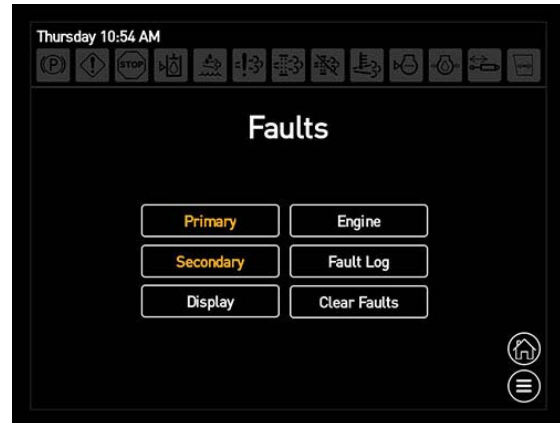 Thursday 10:54 AM
(P)
STOP
Faults
Primary
Engine
Secondary
Fault Log
Display
Clear Faults